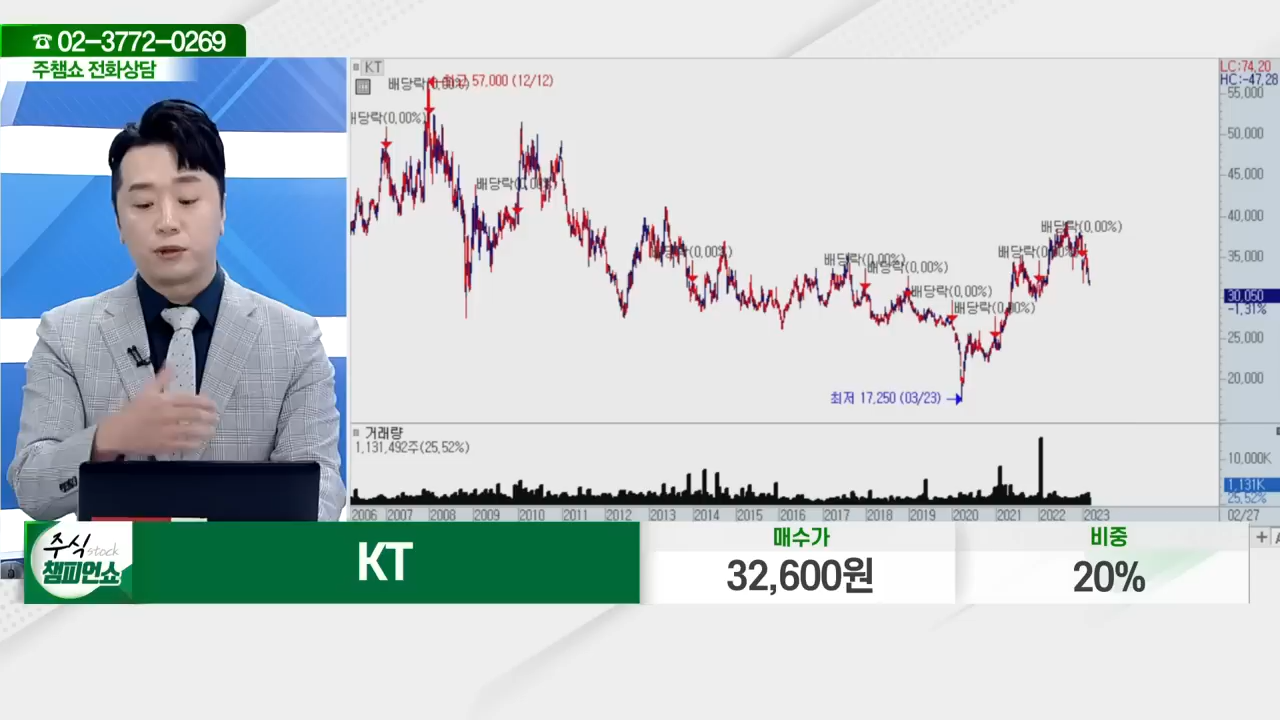 ☎ 02-3772-0269
주챔쇼 전화상담
KT
LC:74,20
HC:-47,28
최고 57,000 (12/12)
배당락(0,00%)
배당락(0,00%)
배당락(0,00%)
배당락(0,00%)
배당락(0,00%)
배당락(0,00%)
배당락(0,00%)
배당락(0,00%)
배당락(0,00%)
배당락(0,00%)
55,000
50,000
45,000
40,000
35,000
30,050
-1,31%
25,000
20,000
최저 17,250 (03/23)
거래량
1,131,492주(25,52%)
10,000K
1,131K
25,52%
2006 2007 2008 2009 2010 2011 2012 2013 2014 2015 2016 2017 2018 2019 2020 2021 2022 2023 02/27
주식 stock
챔피언쇼
KT
매수가
32,600원
비중
20%